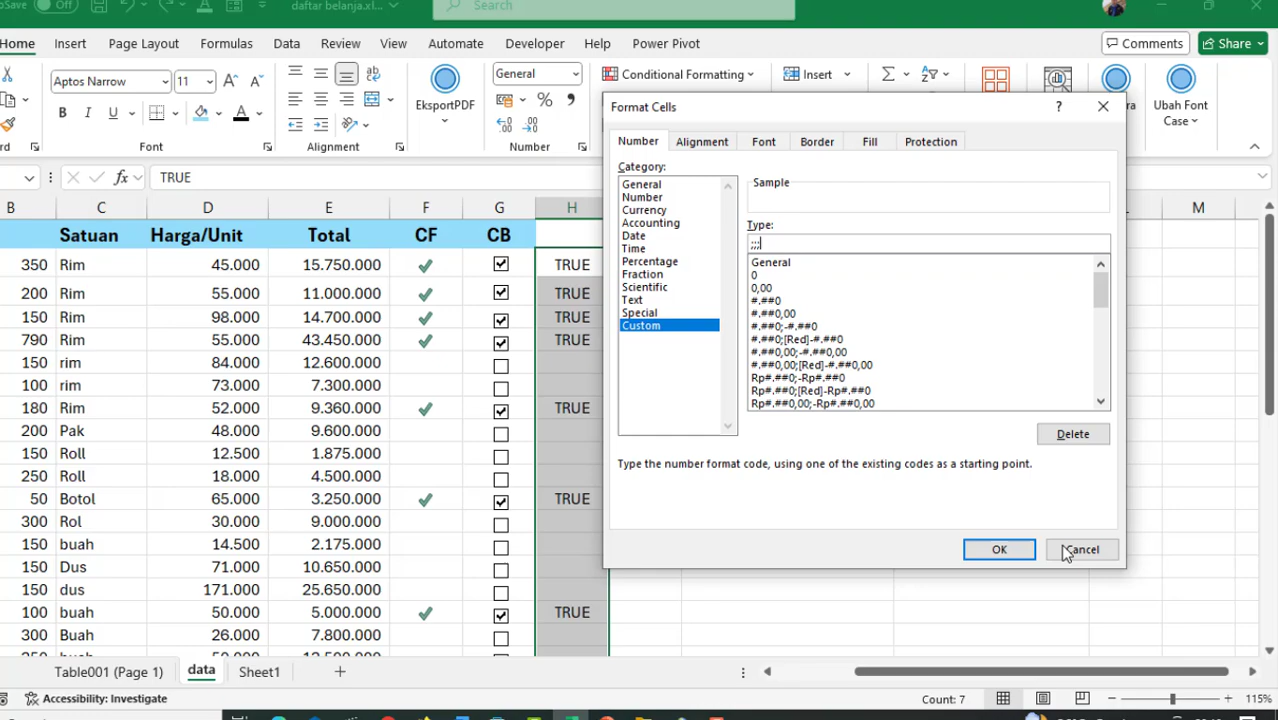 Save Off daftar belanja.xl... Search
Home Insert Page Layout Formulas Data Review View Automate Developer Help Power Pivot Comments Share
Aptos Narrow 11 General Conditional Formatting Insert
B I U A
EksportPDF
% 
Ubah Font
Case
Font Alignment Number
fx TRUE
Format Cells
Number Alignment Font Border Fill Protection
Category:
General
Number
Currency
Accounting
Date
Time
Percentage
Fraction
Scientific
Text
Special
Custom
Sample
Type:
;;;
General
0
0,00
#.##0
#.##0,00
#.##0;-#.##0
#.##0;[Red]-#.##0
#.##0,00;-#.##0,00
#.##0,00;[Red]-#.##0,00
Rp#.##0;-Rp#.##0
Rp#.##0;[Red]-Rp#.##0
Rp#.##0,00;-Rp#.##0,00
Delete
Type the number format code, using one of the existing codes as a starting point.
OK Cancel
B C D E F G H M
Satuan Harga/Unit Total CF CB
350 Rim 45.000 15.750.000 TRUE
200 Rim 55.000 11.000.000 TRUE
150 Rim 98.000 14.700.000 TRUE
790 Rim 55.000 43.450.000 TRUE
150 rim 84.000 12.600.000
100 rim 73.000 7.300.000
180 Rim 52.000 9.360.000 TRUE
200 Pak 48.000 9.600.000
150 Roll 12.500 1.875.000
250 Roll 18.000 4.500.000
50 Botol 65.000 3.250.000 TRUE
300 Rol 30.000 9.000.000
150 buah 14.500 2.175.000
150 Dus 71.000 10.650.000
150 dus 171.000 25.650.000
100 buah 50.000 5.000.000 TRUE
300 Buah 26.000 7.800.000
Table001 (Page 1) data Sheet1
Accessibility: Investigate Count: 7 115%